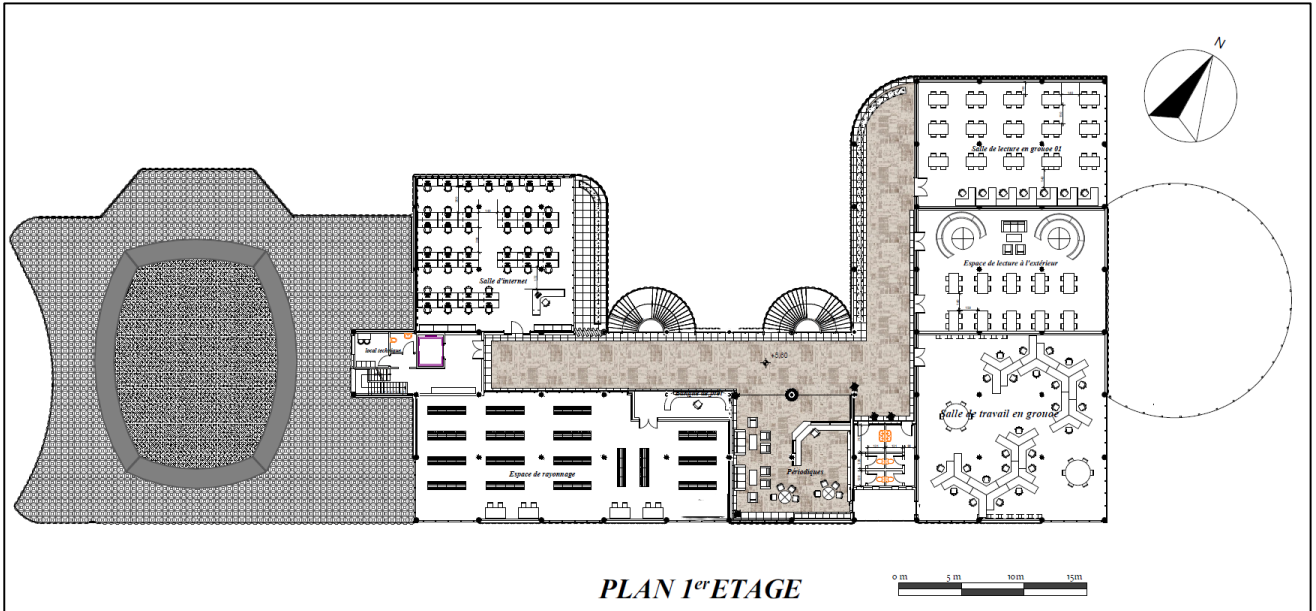 N
Salle de lecture en groupe 01
Salle d'internet
Espace de lecture à l'extérieur
local technique
+5.60
Salle de travail en groupe
Espace de rayonnage
Périodiques
PLAN 1er ETAGE
0 m 5 m 10m 15m